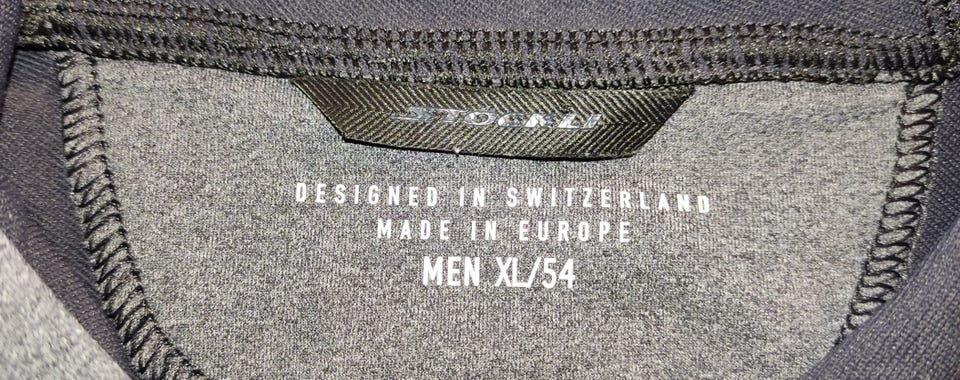 STÖCKLI
DESIGNED IN SWITZERLAND
MADE IN EUROPE
MEN XL/54